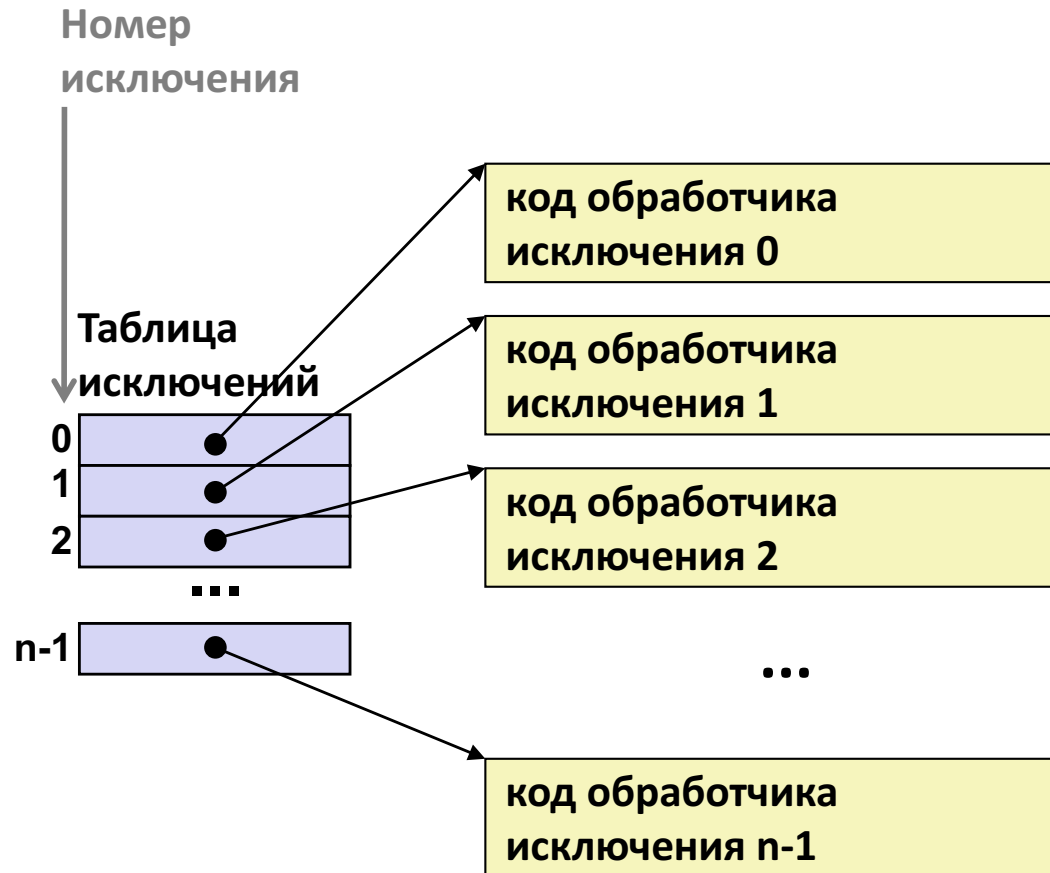 Номер
исключения
код обработчика
исключения 0
Таблица
исключений
код обработчика
исключения 1
0
1
2
...
n-1
код обработчика
исключения 2
...
код обработчика
исключения n-1